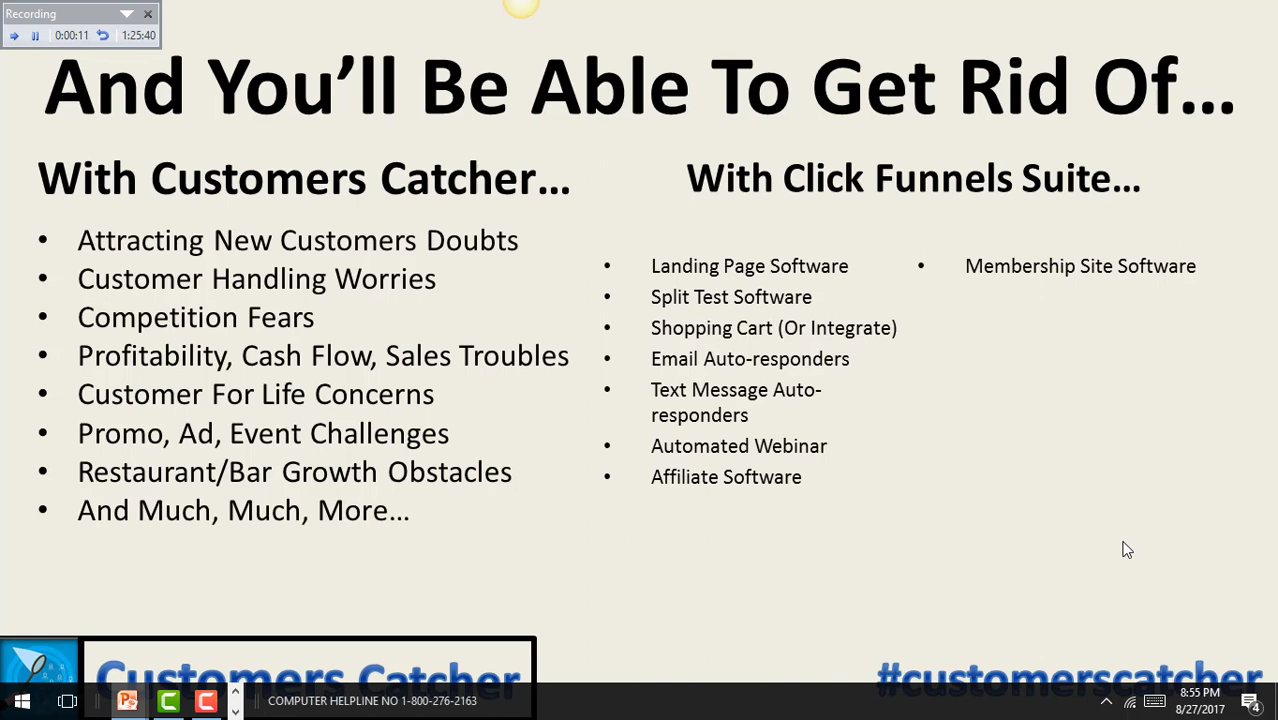 Recording
0:00:11 1:25:40
And You'll Be Able To Get Rid Of...
With Customers Catcher...
• Attracting New Customers Doubts
• Customer Handling Worries
• Competition Fears
• Profitability, Cash Flow, Sales Troubles
• Customer For Life Concerns
• Promo, Ad, Event Challenges
• Restaurant/Bar Growth Obstacles
• And Much, Much, More...
With Click Funnels Suite...
• Landing Page Software
• Split Test Software
• Shopping Cart (Or Integrate)
• Email Auto-responders
• Text Message Auto-
responders
• Automated Webinar
• Affiliate Software
• Membership Site Software
Customers Catcher
#customerscatcher
COMPUTER HELPLINE NO 1-800-276-2163
8:55 PM
8/27/2017
4